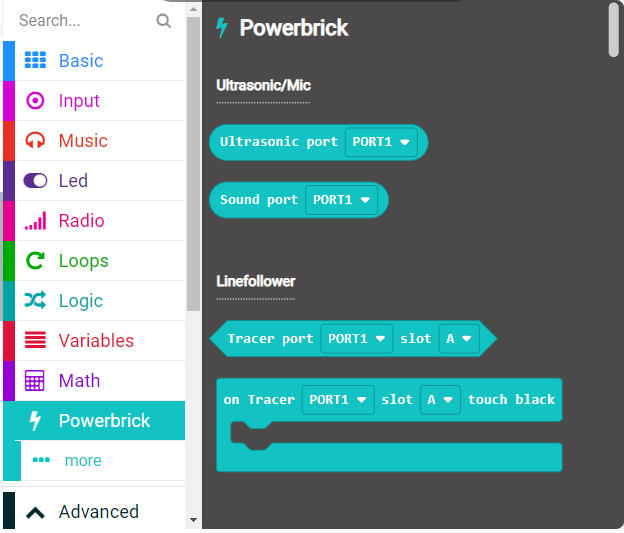 Search...
Basic
Input
Music
Led
Radio
Loops
Logic
Variables
Math
Powerbrick
more
Advanced
Powerbrick
Ultrasonic/Mic
Ultrasonic port PORT1
Sound port PORT1
Linefollower
Tracer port PORT1 slot A
on Tracer PORT1 slot A touch black